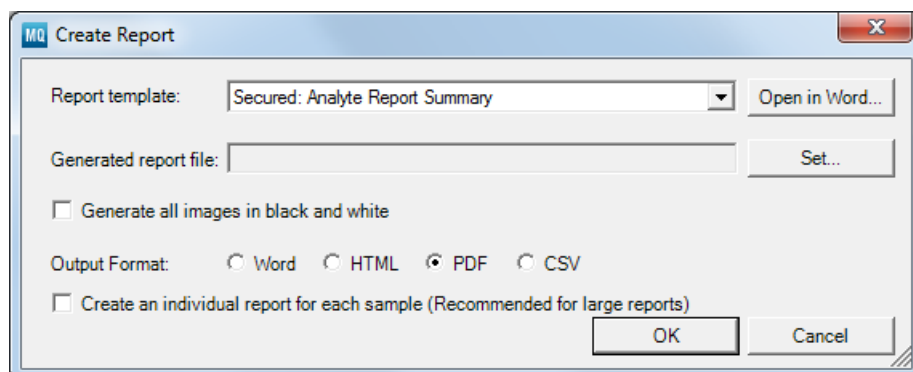 MQ Create Report X
Report template: Secured: Analyte Report Summary Open in Word...
Generated report file: Set...
Generate all images in black and white
Output Format: Word HTML PDF CSV
Create an individual report for each sample (Recommended for large reports)
OK Cancel